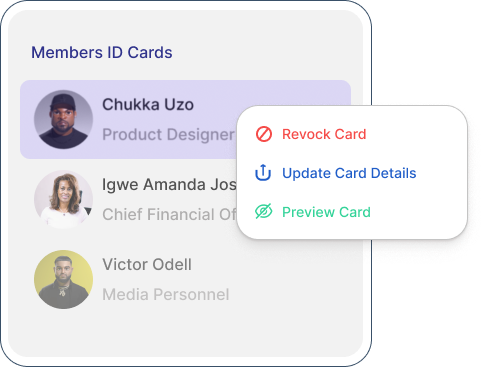 Members ID Cards
Chukka Uzo
Product Designer
Revock Card
Update Card Details
Igwe Amanda Jos
Chief Financial Of
Preview Card
Victor Odell
Media Personnel